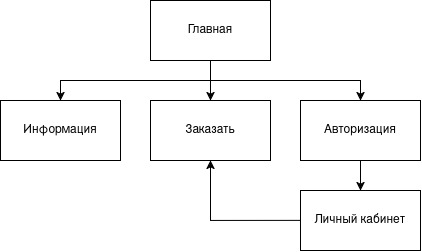 Главная
Информация
Заказать
Авторизация
Личный кабинет